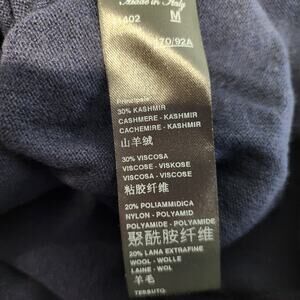 Made in Italy
1402 M
170/92A
Principale:
30% KASHMIR
CASHMERE - KASHMIR
CACHEMIRE - KASHMIR
山羊绒
30% VISCOSA
VISCOSE - VISKOSE
VISCOSA - VISCOSE
粘胶纤维
20% POLIAMMIDICA
NYLON - POLYAMID
POLYAMIDE - POLYAMIDE
聚酰胺纤维
20% LANA EXTRAFINE
WOOL - WOLLE
LAINE - WOL
羊毛
TESSUTO